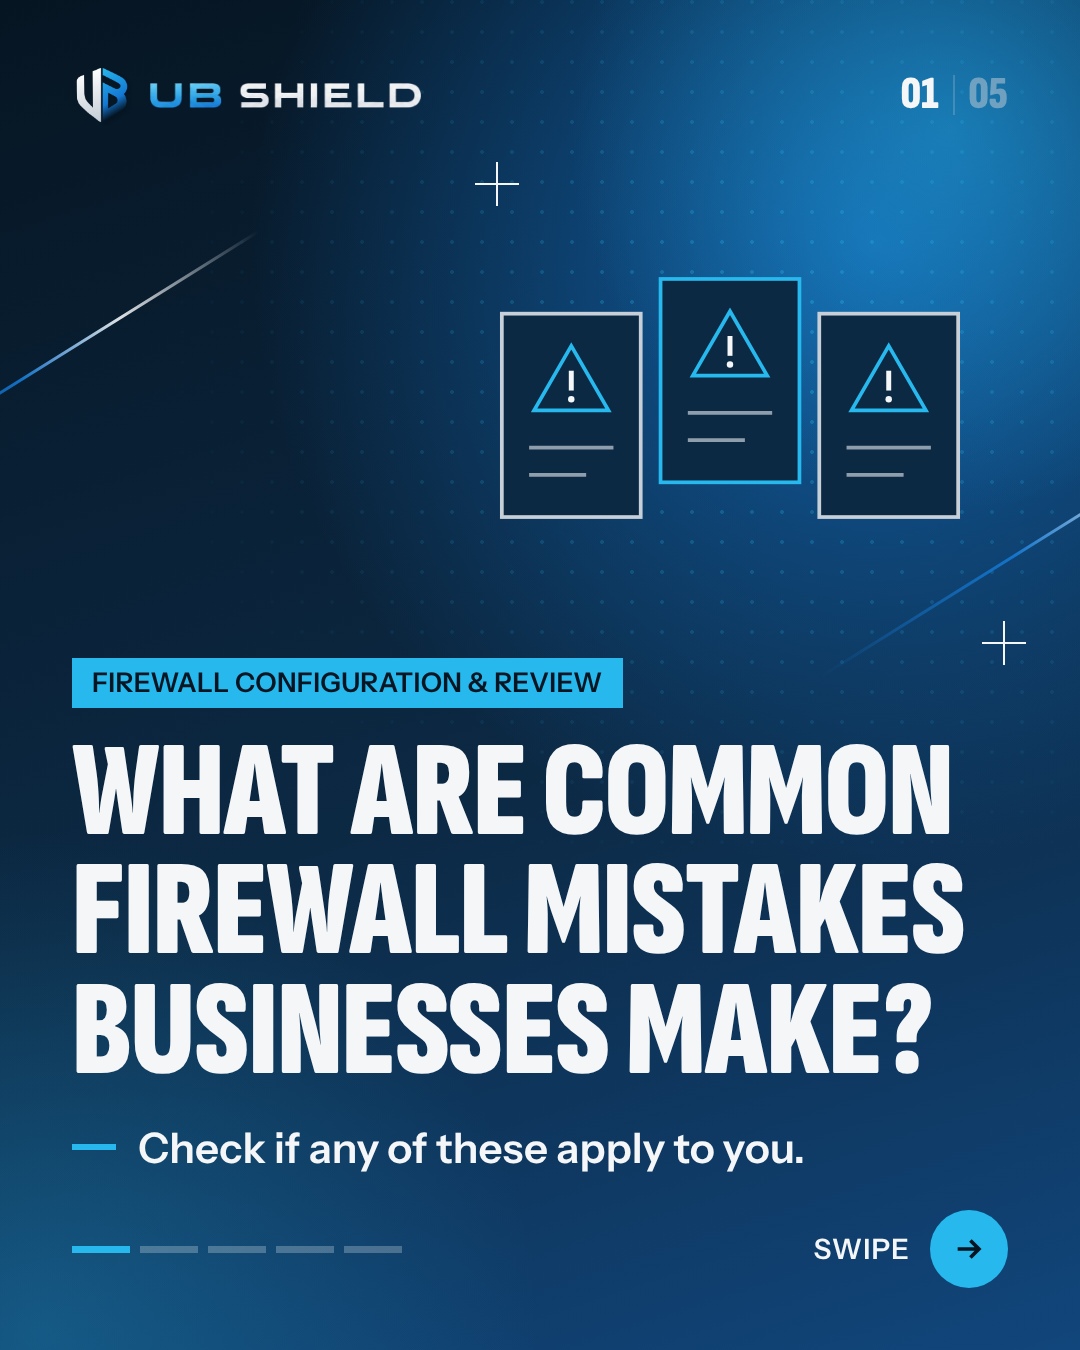 UB SHIELD
01 | 05
!
!
!
FIREWALL CONFIGURATION & REVIEW
WHAT ARE COMMON
FIREWALL MISTAKES
BUSINESSES MAKE?
Check if any of these apply to you.
SWIPE →